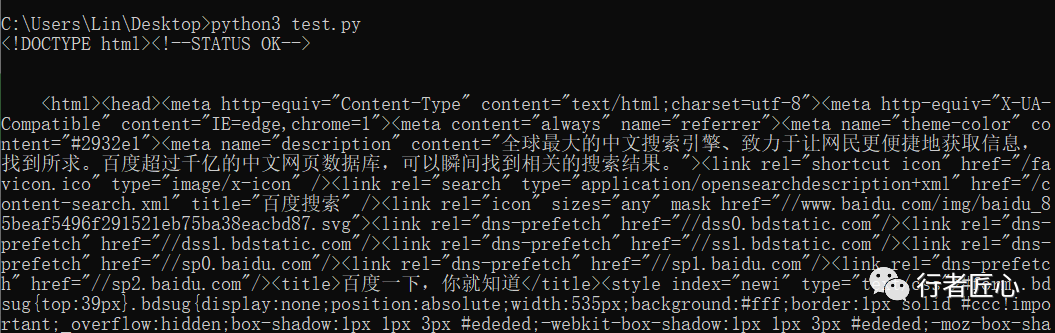 C:\Users\Lin\Desktop>python3 test.py
<!DOCTYPE html><!--STATUS OK-->
<html><head><meta http-equiv="Content-Type" content="text/html;charset=utf-8"><meta http-equiv="X-UA-
Compatible" content="IE=edge,chrome=1"><meta content="always" name="referrer"><meta name="theme-color" co
ntent="#2932e1"><meta name="description" content="全球最大的中文搜索引擎、致力于让网民更便捷地获取信息，
找到所求。百度超过千亿的中文网页数据库，可以瞬间找到相关的搜索结果。"><link rel="shortcut icon" href="/fa
vicon.ico" type="image/x-icon" /><link rel="search" type="application/opensearchdescription+xml" href="/c
ontent-search.xml" title="百度搜索" /><link rel="icon" sizes="any" mask href="//www.baidu.com/img/baidu_8
5beaf5496f291521eb75ba38eacbd87.svg"><link rel="dns-prefetch" href="//dss0.bdstatic.com"/><link rel="dns-
prefetch" href="//dss1.bdstatic.com"/><link rel="dns-prefetch" href="//ss1.bdstatic.com"/><link rel="dns-
prefetch" href="//sp0.baidu.com"/><link rel="dns-prefetch" href="//sp1.baidu.com"/><link rel="dns-prefetc
h" href="//sp2.baidu.com"/><title>百度一下，你就知道</title><style index="newi" type="
.bd
sug{top:39px}.bdsug{display:none;position:absolute;width:535px;background:#fff;border:1px solid #ccc!impo
rtant;_overflow:hidden;box-shadow:1px 1px 3px #ededed;-webkit-box-shadow:1px 1px 3px #ededed;-moz-box-sha
行者匠心